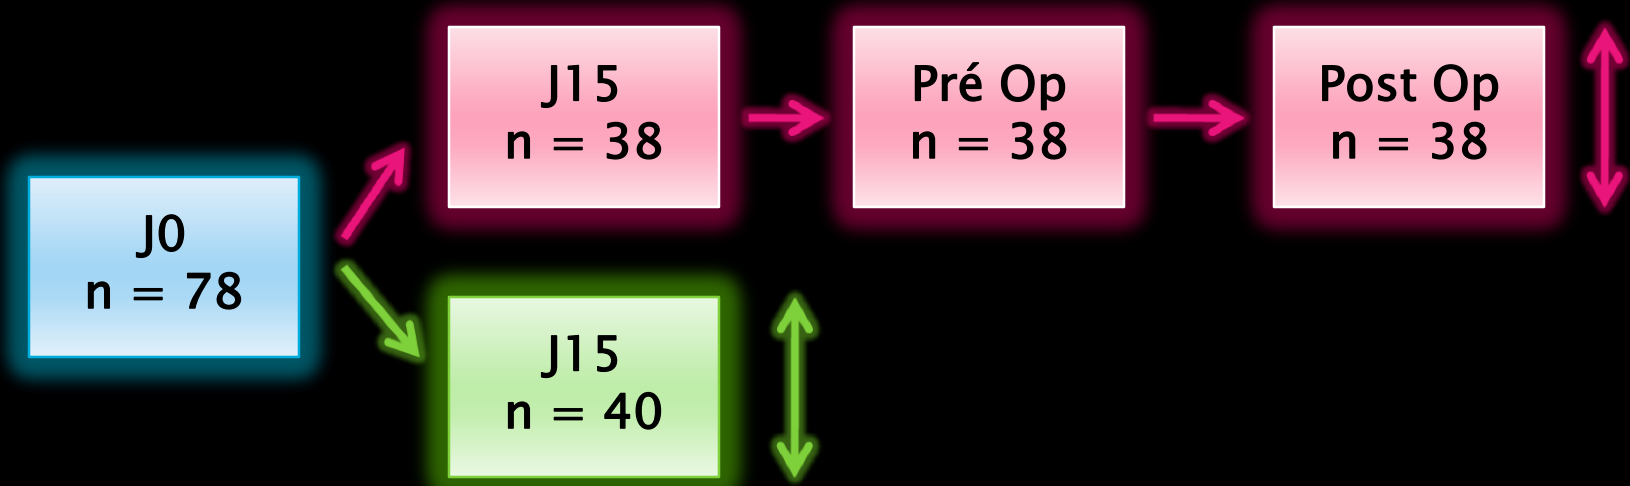 J0
n = 78
J15
n = 38
Pré Op
n = 38
Post Op
n = 38
J15
n = 40